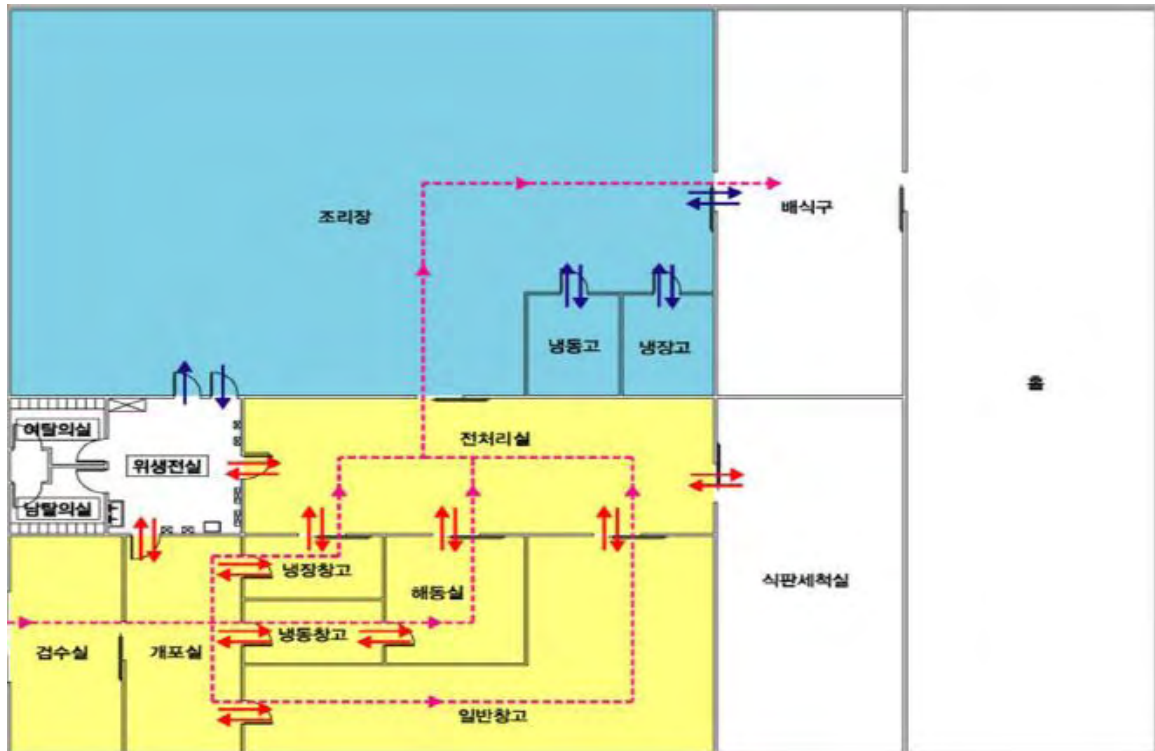 조리장
배식구
냉동고
냉장고
홀
여탈의실
위생전실
전처리실
남탈의실
냉장창고
해동실
식판세척실
냉동창고
검수실
개포실
일반창고